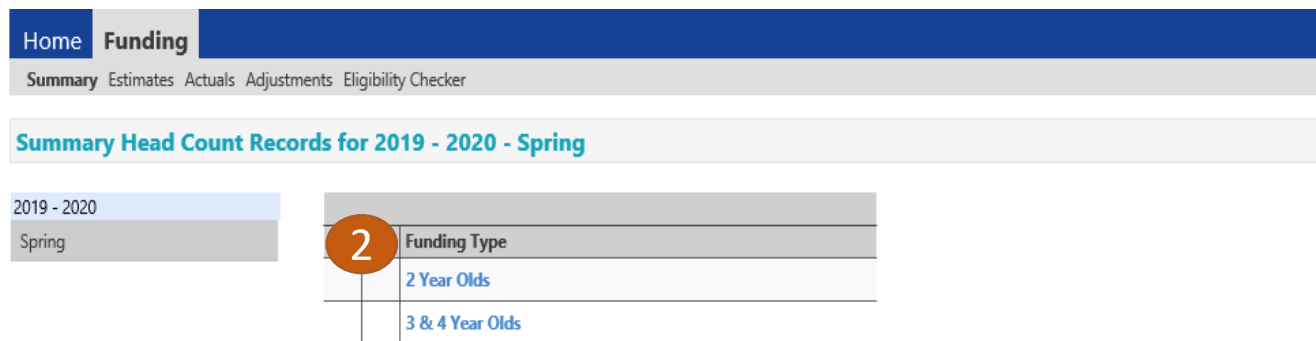 Home Funding
Summary Estimates Actuals Adjustments Eligibility Checker
Summary Head Count Records for 2019 - 2020 - Spring
2019 - 2020
Spring
2 Funding Type
2 Year Olds
3 & 4 Year Olds